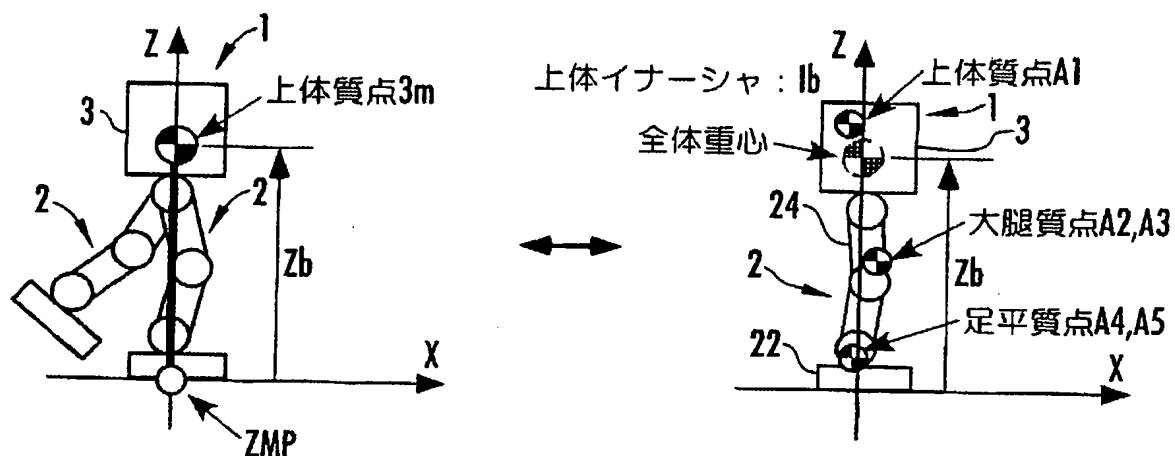 Z
1
上体質点3m
3
2
2
Zb
X
ZMP
上体イナーシャ:Ib
Z
上体質点A1
1
3
全体重心
24
大腿質点A2,A3
Zb
2
足平質点A4,A5
22
X